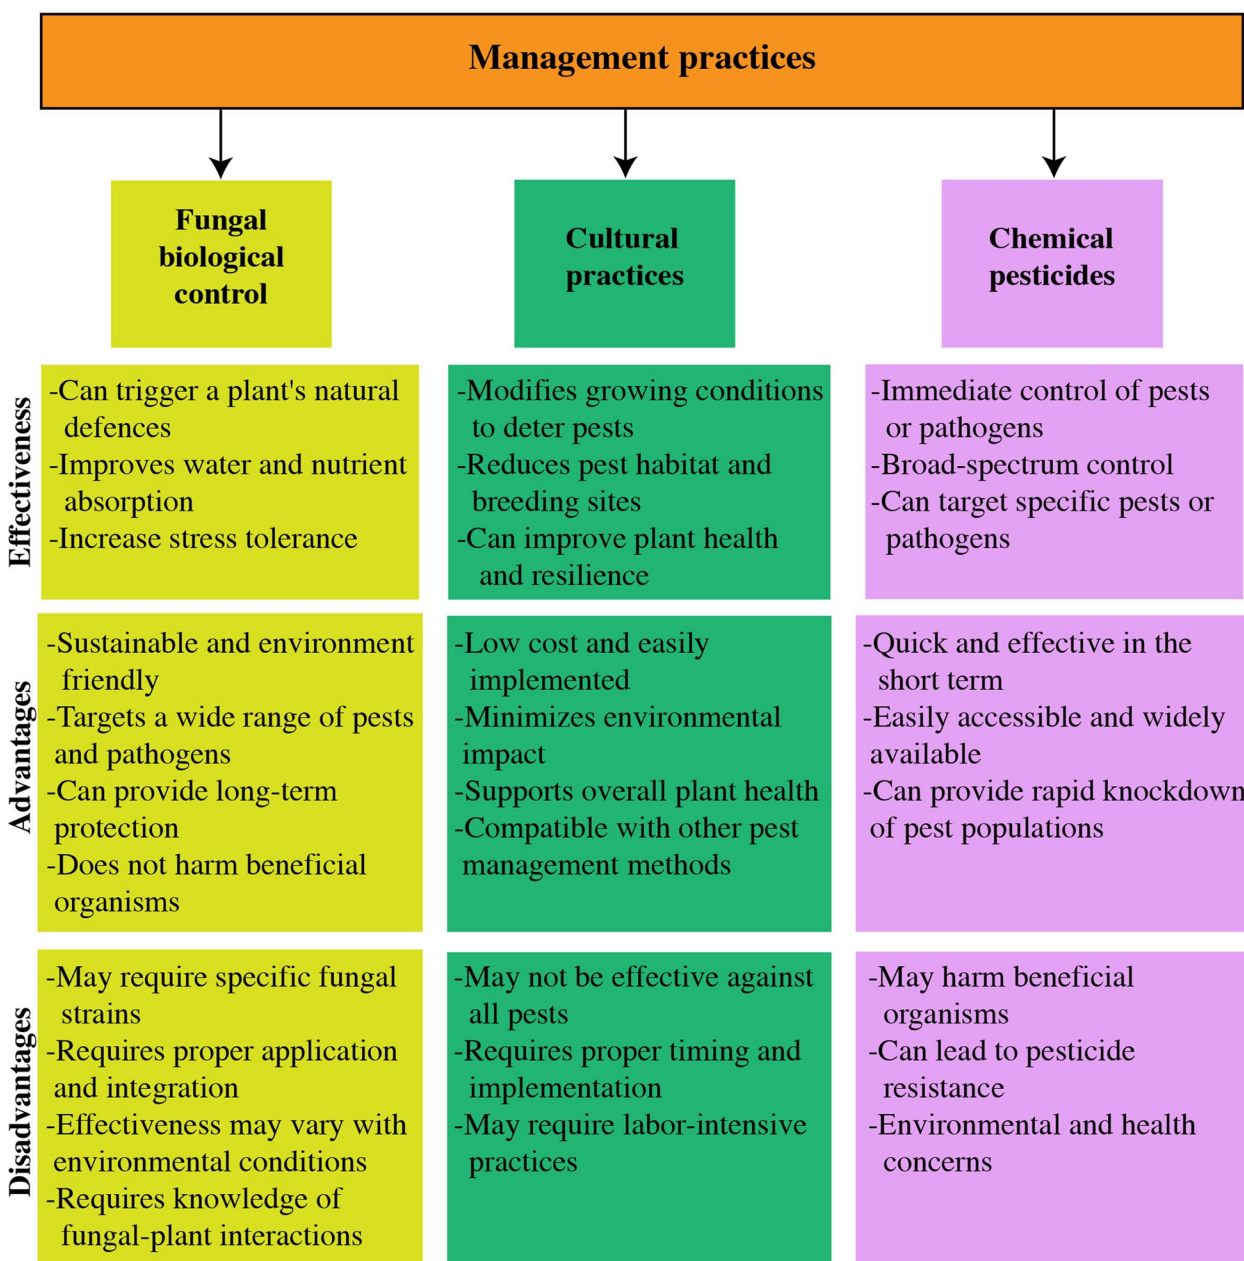 Management practices
Fungal
biological
control
Cultural
practices
Chemical
pesticides
Effectiveness
-Can trigger a plant's natural
defences
-Improves water and nutrient
absorption
-Increase stress tolerance
-Modifies growing conditions
to deter pests
-Reduces pest habitat and
breeding sites
-Can improve plant health
and resilience
-Immediate control of pests
or pathogens
-Broad-spectrum control
-Can target specific pests or
pathogens
Advantages
-Sustainable and environment
friendly
-Targets a wide range of pests
and pathogens
-Can provide long-term
protection
-Does not harm beneficial
organisms
-Low cost and easily
implemented
-Minimizes environmental
impact
-Supports overall plant health
-Compatible with other pest
management methods
-Quick and effective in the
short term
-Easily accessible and widely
available
-Can provide rapid knockdown
of pest populations
Disadvantages
-May require specific fungal
strains
-Requires proper application
and integration
-Effectiveness may vary with
environmental conditions
-Requires knowledge of
fungal-plant interactions
-May not be effective against
all pests
-Requires proper timing and
implementation
-May require labor-intensive
practices
-May harm beneficial
organisms
-Can lead to pesticide
resistance
-Environmental and health
concerns